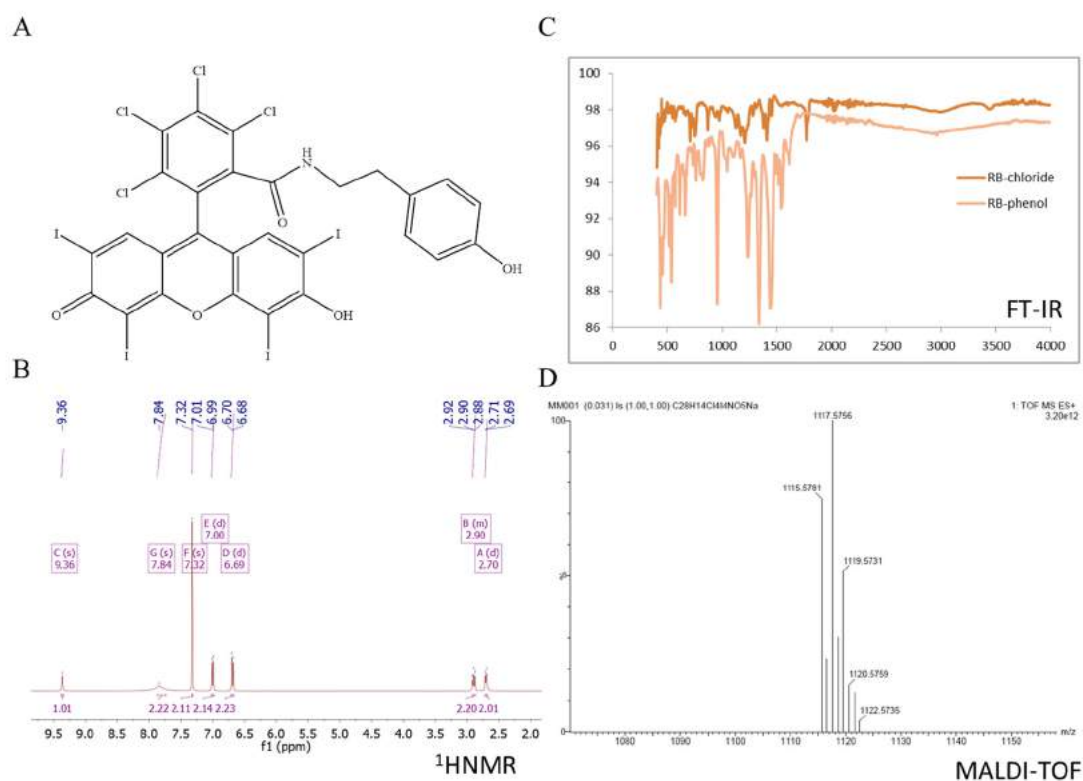 A
Cl
Cl
Cl
Cl
H
N
O
I
I
O
O
OH
I
I
OH
B
9.36
7.84
7.32
7.01
6.99
6.70
6.68
2.92
2.90
2.88
2.71
2.69
E (d)
7.00
B (m)
2.90
C (s)
9.36
G (s)
7.84
F (s)
7.32
D (d)
6.69
A (d)
2.70
1.01
2.22
2.11
2.14
2.23
2.20
2.01
9.5 9.0 8.5 8.0 7.5 7.0 6.5 6.0 5.5 5.0 4.5 4.0 3.5 3.0 2.5 2.0
f1 (ppm)
¹HNMR
C
100
98
96
94
92
90
88
86
RB-chloride
RB-phenol
FT-IR
0 500 1000 1500 2000 2500 3000 3500 4000
D
MM001 (0.031) Is (1.00,1.00) C28H14Cl4I4NO5Na
1: TOF MS ES+
3.20e12
100
1117.5756
1115.5781
1119.5731
%
1120.5759
1122.5735
0
1080 1090 1100 1110 1120 1130 1140 1150
m/z
MALDI-TOF